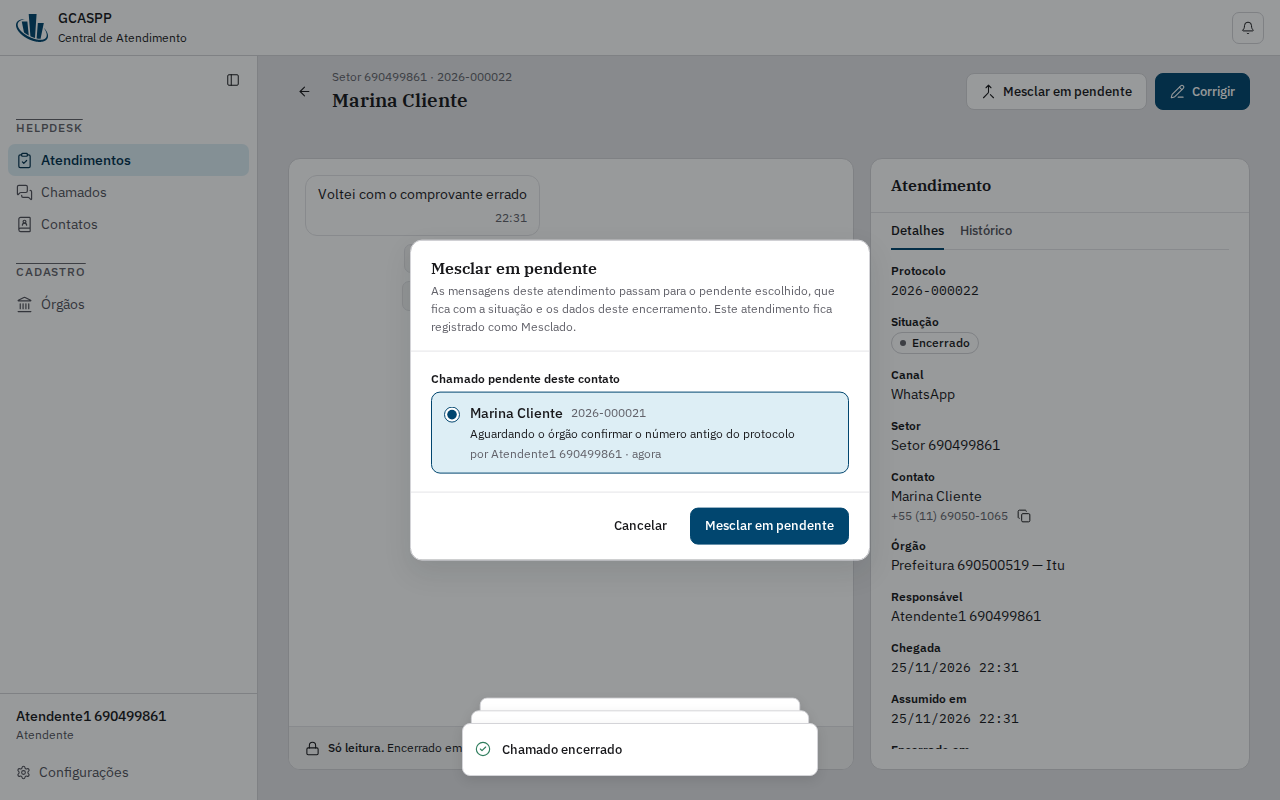 GCASPP
Central de Atendimento
HELPDESK
Atendimentos
Chamados
Contatos
CADASTRO
Órgãos
Atendente1 690499861
Atendente
Configurações
Setor 690499861 · 2026-000022
Marina Cliente
Mesclar em pendente
Corrigir
Voltei com o comprovante errado
22:31
Mesclar em pendente
As mensagens deste atendimento passam para o pendente escolhido, que
fica com a situação e os dados deste encerramento. Este atendimento fica
registrado como Mesclado.
Chamado pendente deste contato
Marina Cliente 2026-000021
Aguardando o órgão confirmar o número antigo do protocolo
por Atendente1 690499861 · agora
Cancelar
Mesclar em pendente
Só leitura. Encerrado em
Chamado encerrado
Atendimento
Detalhes
Histórico
Protocolo
2026-000022
Situação
Encerrado
Canal
WhatsApp
Setor
Setor 690499861
Contato
Marina Cliente
+55 (11) 69050-1065
Órgão
Prefeitura 690500519 — Itu
Responsável
Atendente1 690499861
Chegada
25/11/2026 22:31
Assumido em
25/11/2026 22:31